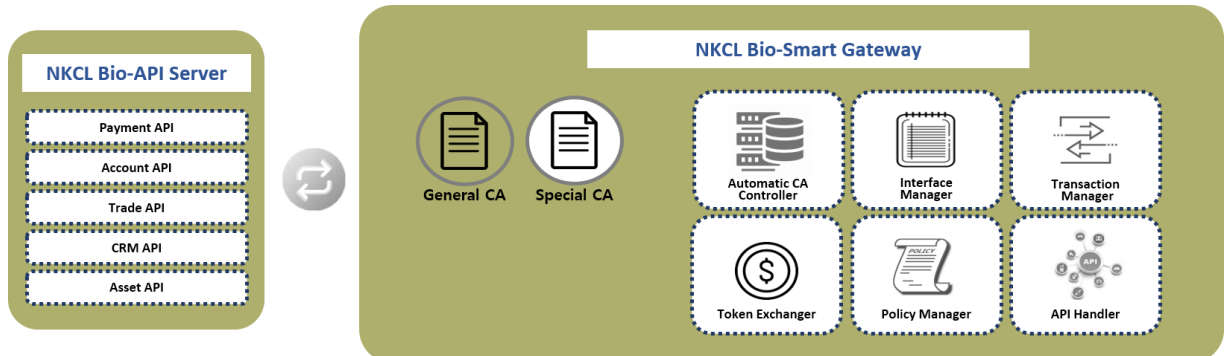 NKCL Bio-API Server
Payment API
Account API
Trade API
CRM API
Asset API
NKCL Bio-Smart Gateway
General CA
Special CA
Automatic CA
Controller
Interface
Manager
Transaction
Manager
$
Token Exchanger
POLICY
Policy Manager
API
API Handler